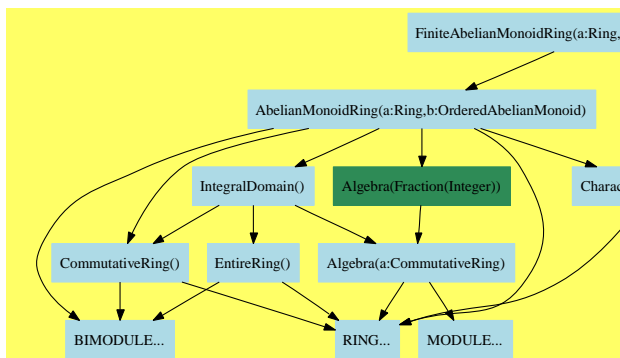 FiniteAbelianMonoidRing(a:Ring,
AbelianMonoidRing(a:Ring,b:OrderedAbelianMonoid)
IntegralDomain()
Algebra(Fraction(Integer))
Charac
CommutativeRing()
EntireRing()
Algebra(a:CommutativeRing)
BIMODULE...
RING...
MODULE...